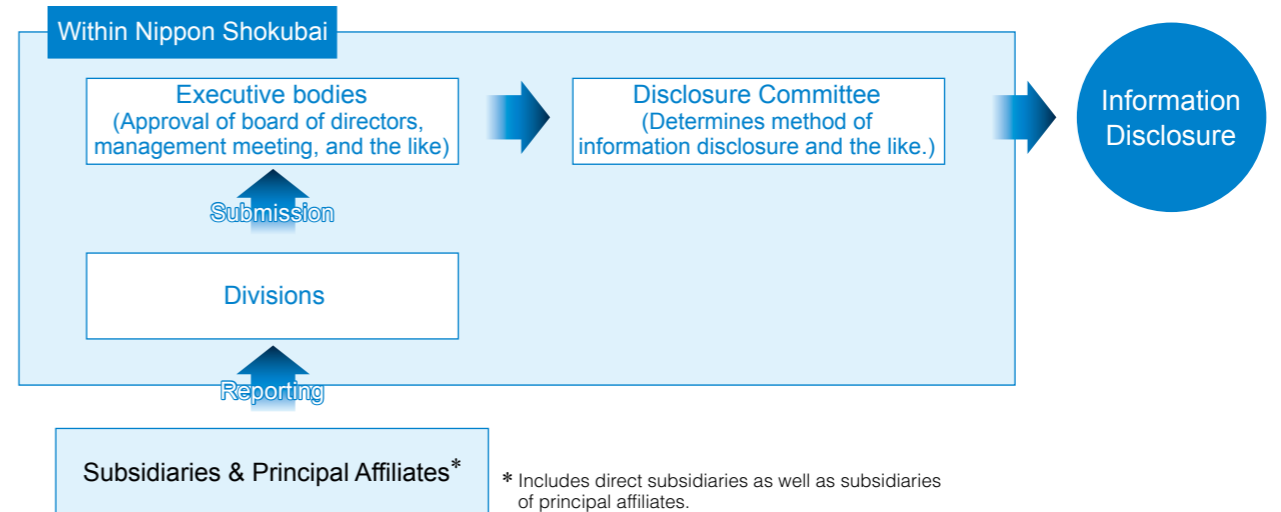 Within Nippon Shokubai
Executive bodies
(Approval of board of directors,
management meeting, and the like)
Disclosure Committee
(Determines method of
information disclosure and the like.)
Information
Disclosure
Submission
Divisions
Reporting
Subsidiaries & Principal Affiliates*
* Includes direct subsidiaries as well as subsidiaries
of principal affiliates.